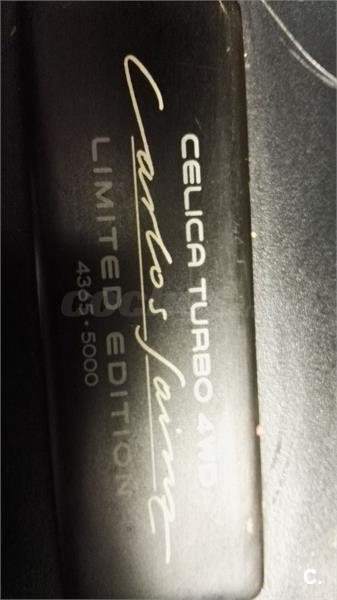 CELICA TURBO 4WD
Carlos Sainz
LIMITED EDITION
4365 · 5000
C.